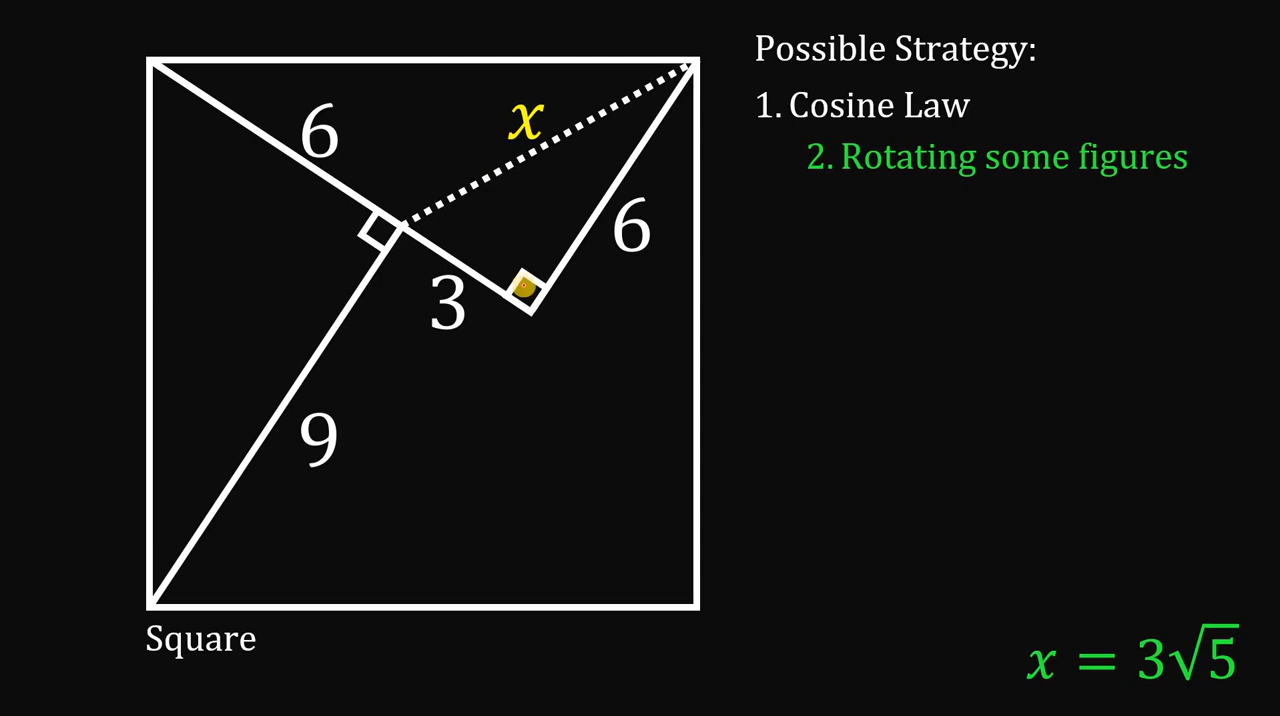 Possible Strategy:
1. Cosine Law
2. Rotating some figures
6
x
6
3
9
Square
x = 3√5